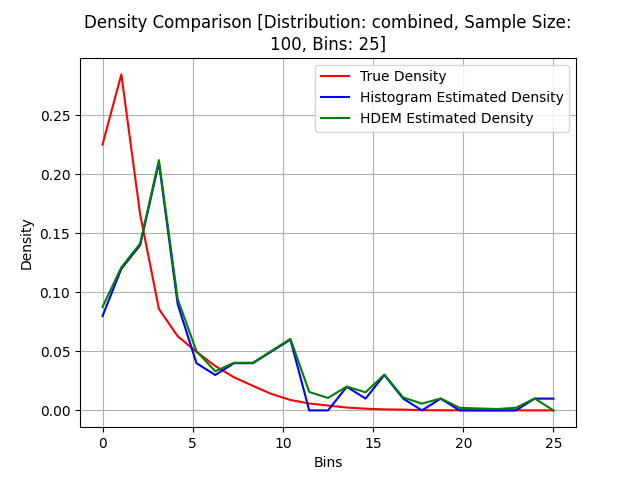 Density Comparison [Distribution: combined, Sample Size:
100, Bins: 25]
True Density
Histogram Estimated Density
HDEM Estimated Density
Density
0.25
0.20
0.15
0.10
0.05
0.00
0 5 10 15 20 25
Bins